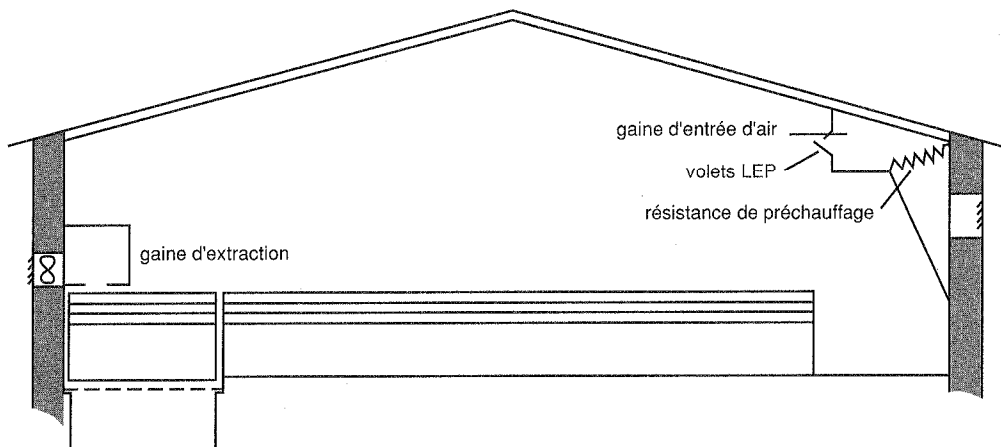 gaine d'entrée d'air
volets LEP
résistance de préchauffage
gaine d'extraction